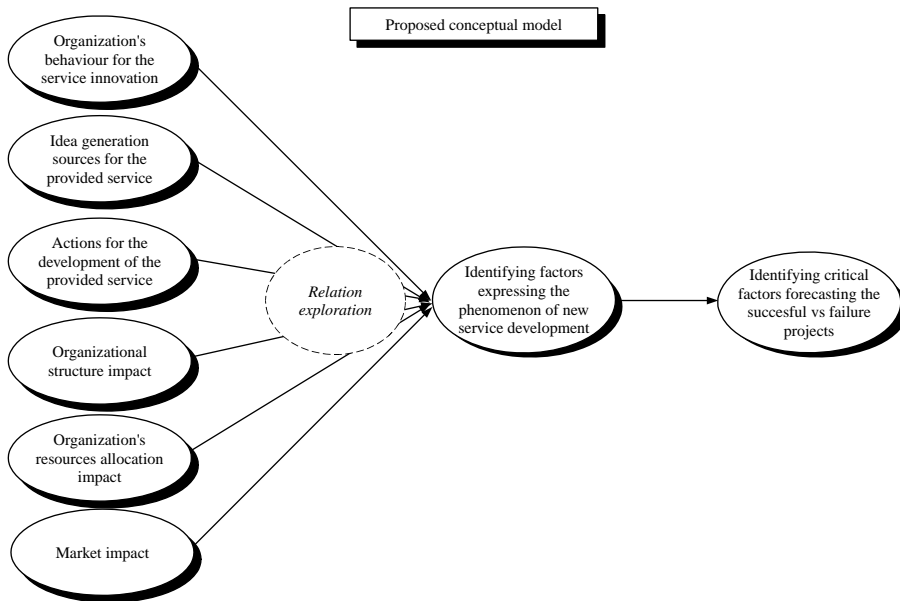 Proposed conceptual model
Organization's
behaviour for the
service innovation
Idea generation
sources for the
provided service
Actions for the
development of the
provided service
Organizational
structure impact
Organization's
resources allocation
impact
Market impact
Relation
exploration
Identifying factors
expressing the
phenomenon of new
service development
Identifying critical
factors forecasting the
succesful vs failure
projects